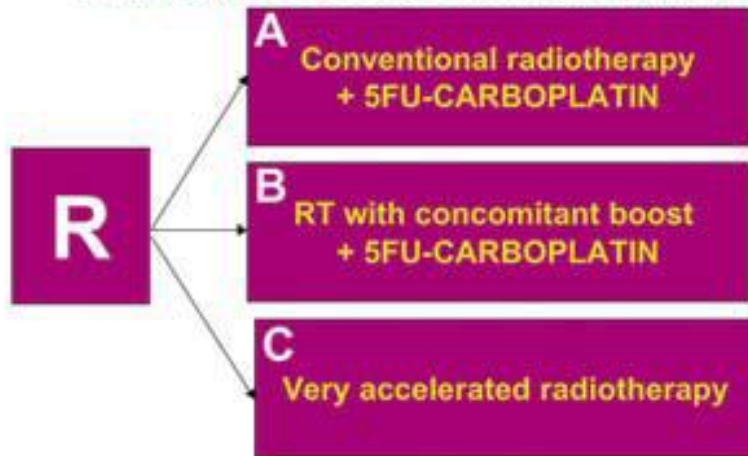 A
Conventional radiotherapy
+ 5FU-CARBOPLATIN
R
B
RT with concomitant boost
+ 5FU-CARBOPLATIN
C
Very accelerated radiotherapy